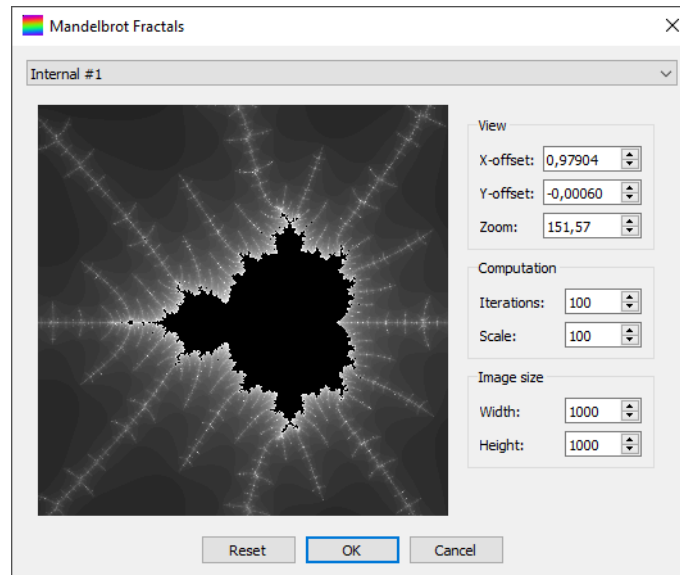 Mandelbrot Fractals
Internal #1
View
X-offset: 0,97904
Y-offset: -0,00060
Zoom: 151,57
Computation
Iterations: 100
Scale: 100
Image size
Width: 1000
Height: 1000
Reset OK Cancel